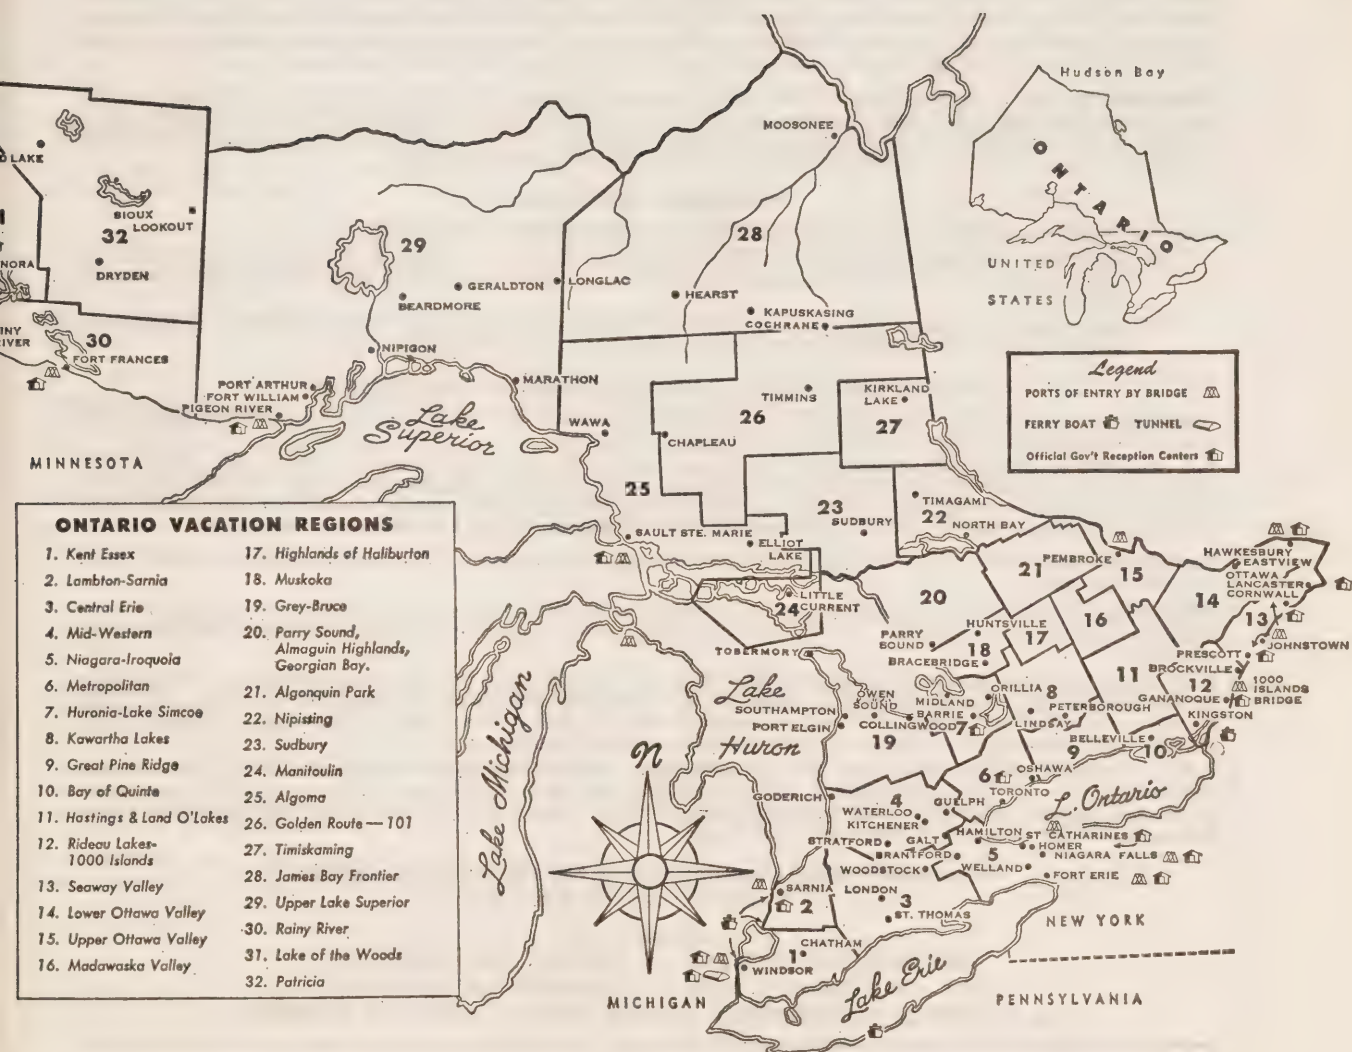 Hudson Bay
ONTARIO
UNITED
STATES
Legend
PORTS OF ENTRY BY BRIDGE
FERRY BOAT TUNNEL
Official Gov't Reception Centers
MOOSONEE
LAKE
SIOUX
LOOKOUT
32
DRYDEN
NORA
29
GERALDTON
BEARDMORE
LONGLAC
28
HEARST
KAPUSKASING
COCHRANE
INY
IVER
30
FORT FRANCES
NIPIGON
PORT ARTHUR
FORT WILLIAM
PIGEON RIVER
MARATHON
Lake
Superior
WAWA
TIMMINS
26
CHAPLEAU
KIRKLAND
LAKE
27
MINNESOTA
25
23
SUDBURY
TIMAGAMI
22
NORTH BAY
SAULT STE. MARIE
ELLIOT
LAKE
24
LITTLE
CURRENT
20
21
PEMBROKE
15
HAWKESBURY
EASTVIEW
OTTAWA
LANCASTER
CORNWALL
14
13
16
JOHNSTOWN
PRESCOTT
BROCKVILLE
HUNTSVILLE
17
PARRY
BOUND
18
BRACEBRIDGE
11
12
1000
ISLANDS
BRIDGE
GANANOQUE
KINGSTON
TOBERMORY
Lake
Huron
SOUTHAMPTON
PORT ELGIN
OWEN
SOUND
MIDLAND
BARRIE
COLLINGWOOD
7
19
ORILLIA
8
LINDSAY
PETERBOROUGH
BELLEVILLE
9
10
6
OSHAWA
TORONTO
L. Ontario
Lake Michigan
N
GODERICH
4
WATERLOO
KITCHENER
GUELPH
STRATFORD
GALT
HAMILTON
ST CATHARINES
HOMER
BRANTFORD
5
NIAGARA FALLS
WOODSTOCK
WELLAND
FORT ERIE
SARNIA
LONDON
2
3
ST. THOMAS
NEW YORK
CHATHAM
1
WINDSOR
Lake Erie
MICHIGAN
PENNSYLVANIA
ONTARIO VACATION REGIONS
1. Kent Essex
2. Lambton-Sarnia
3. Central Erie
4. Mid-Western
5. Niagara-Iroquoia
6. Metropolitan
7. Huronia-Lake Simcoe
8. Kawartha Lakes
9. Great Pine Ridge
10. Bay of Quinte
11. Hastings & Land O'Lakes
12. Rideau Lakes-
1000 Islands
13. Seaway Valley
14. Lower Ottawa Valley
15. Upper Ottawa Valley
16. Madawaska Valley
17. Highlands of Haliburton
18. Muskoka
19. Grey-Bruce
20. Parry Sound,
Almaguin Highlands,
Georgian Bay.
21. Algonquin Park
22. Nipissing
23. Sudbury
24. Manitoulin
25. Algoma
26. Golden Route—101
27. Timiskaming
28. James Bay Frontier
29. Upper Lake Superior
30. Rainy River
31. Lake of the Woods
32. Patricia